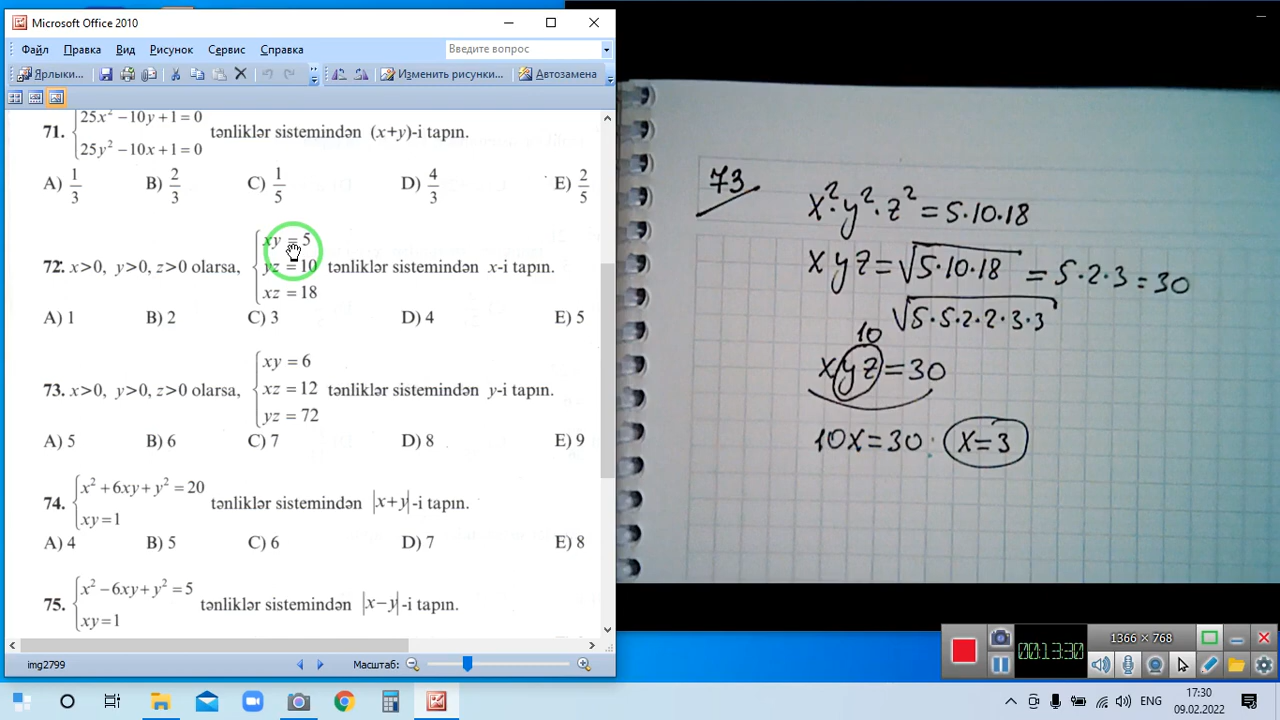 Microsoft Office 2010
Файл Правка Вид Рисунок Сервис Справка
Введите вопрос
Ярлыки... Изменить рисунки... Автозамена
71. 25x² −10y + 1 = 0
25y² −10x + 1 = 0
tənliklər sistemindən (x+y)-i tapın.
A) 1/3 B) 2/3 C) 1/5 D) 4/3 E) 2/5
72. x>0, y>0, z>0 olarsa,
xy = 5
yz = 10
xz = 18
tənliklər sistemindən x-i tapın.
A) 1 B) 2 C) 3 D) 4 E) 5
73. x>0, y>0, z>0 olarsa,
xy = 6
xz = 12
yz = 72
tənliklər sistemindən y-i tapın.
A) 5 B) 6 C) 7 D) 8 E) 9
74. x² + 6xy + y² = 20
xy = 1
tənliklər sistemindən |x+y|-i tapın.
A) 4 B) 5 C) 6 D) 7 E) 8
75. x² − 6xy + y² = 5
xy = 1
tənliklər sistemindən |x−y|-i tapın.
img2799
Масштаб:
73
x²·y²·z² = 5·10·18
xyz = √5·10·18 = 5·2·3 = 30
√5·5·2·2·3·3
10
xyz = 30
10x = 30 : x = 3
00:13:30
1366 × 768
ENG
17:30
09.02.2022